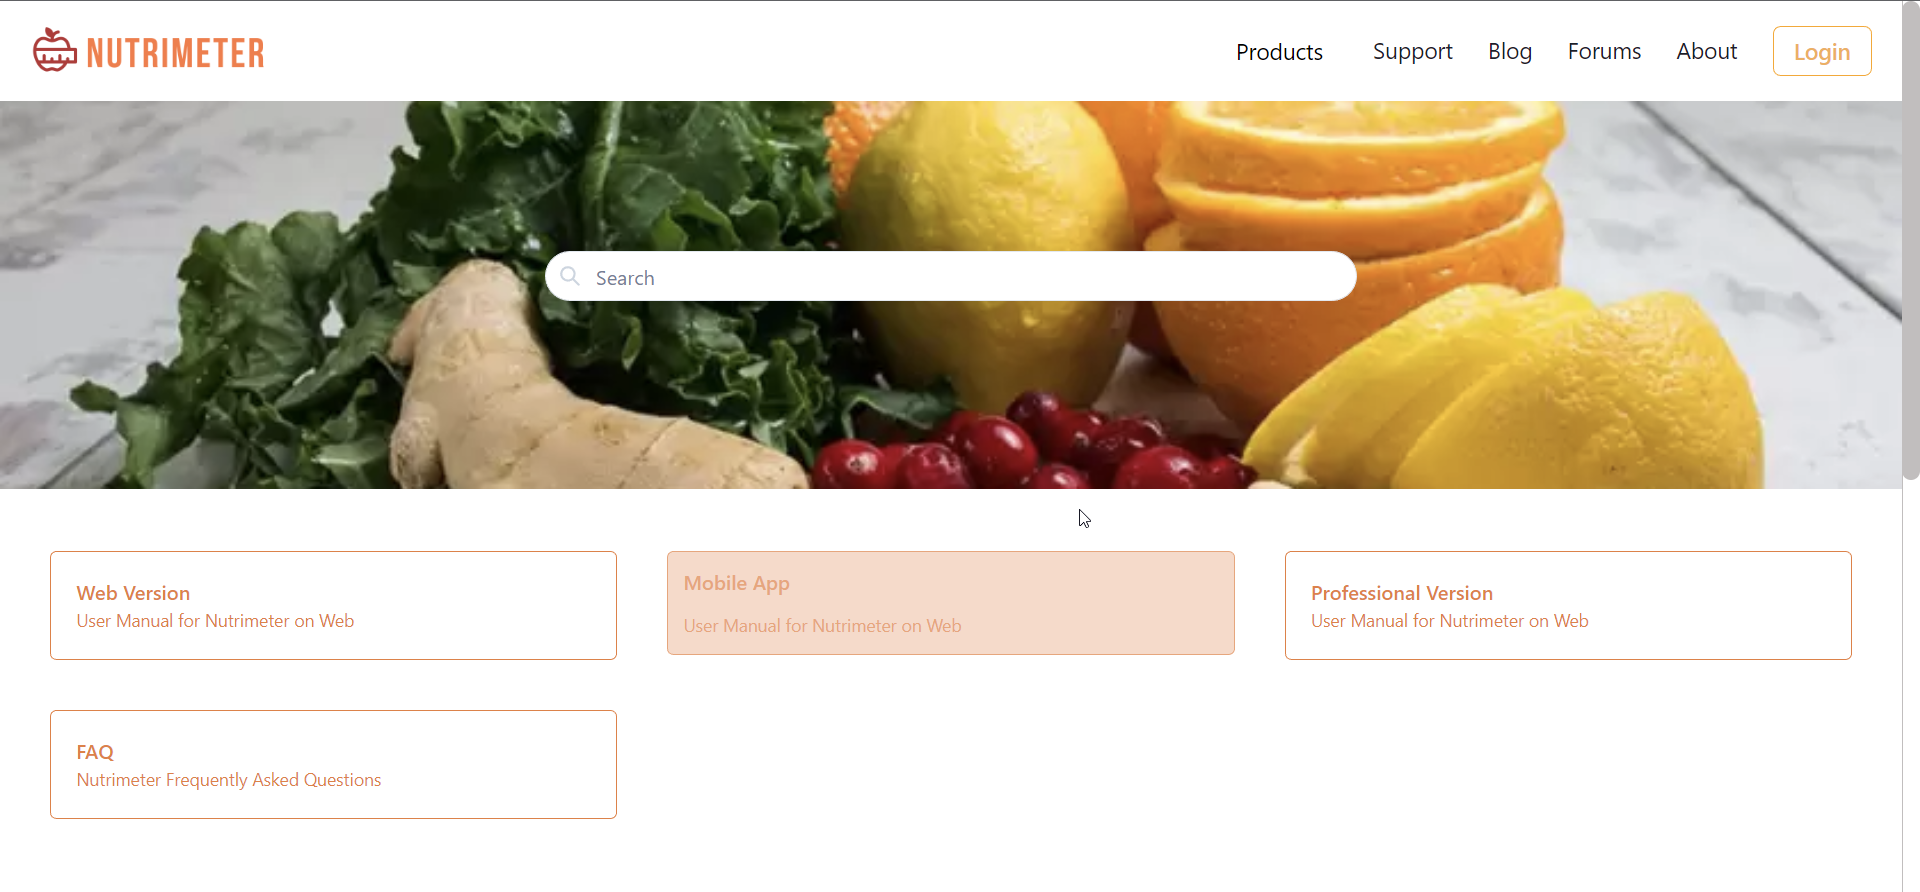 NUTRIMETER
Products Support Blog Forums About Login
Search
Web Version
User Manual for Nutrimeter on Web
Mobile App
User Manual for Nutrimeter on Web
Professional Version
User Manual for Nutrimeter on Web
FAQ
Nutrimeter Frequently Asked Questions